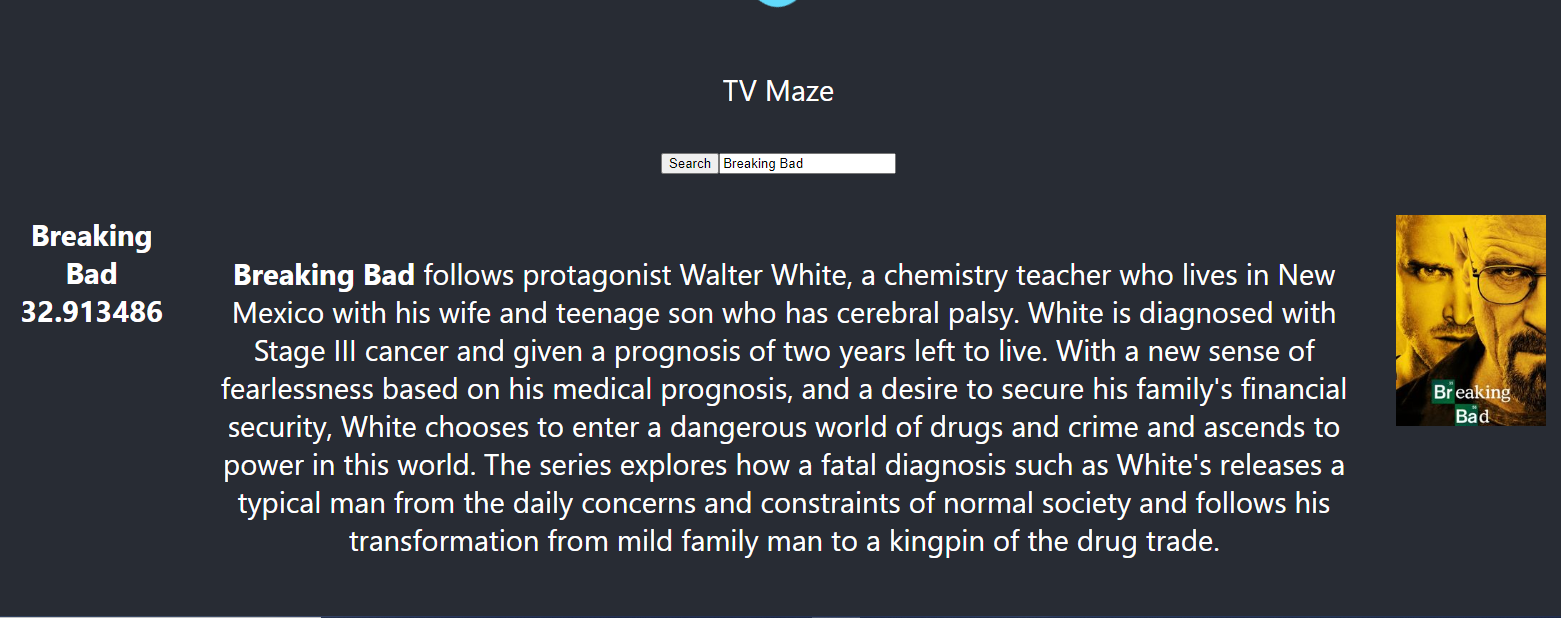 TV Maze
Search Breaking Bad
Breaking
Bad
32.913486
Breaking Bad follows protagonist Walter White, a chemistry teacher who lives in New
Mexico with his wife and teenage son who has cerebral palsy. White is diagnosed with
Stage III cancer and given a prognosis of two years left to live. With a new sense of
fearlessness based on his medical prognosis, and a desire to secure his family's financial
security, White chooses to enter a dangerous world of drugs and crime and ascends to
power in this world. The series explores how a fatal diagnosis such as White's releases a
typical man from the daily concerns and constraints of normal society and follows his
transformation from mild family man to a kingpin of the drug trade.
Breaking
Bad